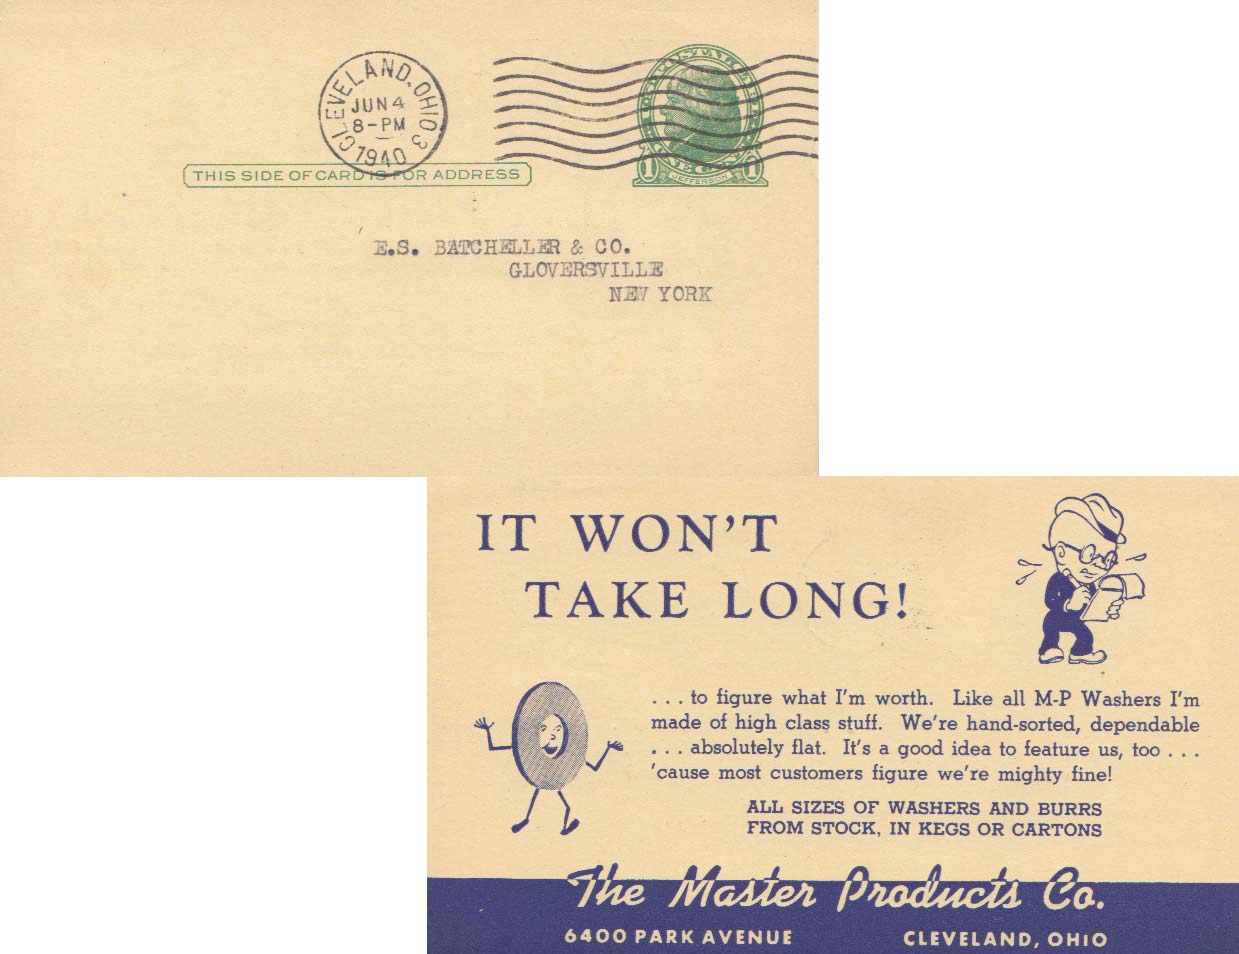 CLEVELAND, OHIO 3
JUN 4
8-PM
1940
THIS SIDE OF CARD IS FOR ADDRESS
1 JEFFERSON 1
E.S. BATCHELLER & CO.
GLOVERSVILLE
NEW YORK
IT WON'T
TAKE LONG!
. . . to figure what I'm worth. Like all M-P Washers I'm
made of high class stuff. We're hand-sorted, dependable
. . . absolutely flat. It's a good idea to feature us, too . . .
'cause most customers figure we're mighty fine!
ALL SIZES OF WASHERS AND BURRS
FROM STOCK, IN KEGS OR CARTONS
The Master Products Co.
6400 PARK AVENUE CLEVELAND, OHIO